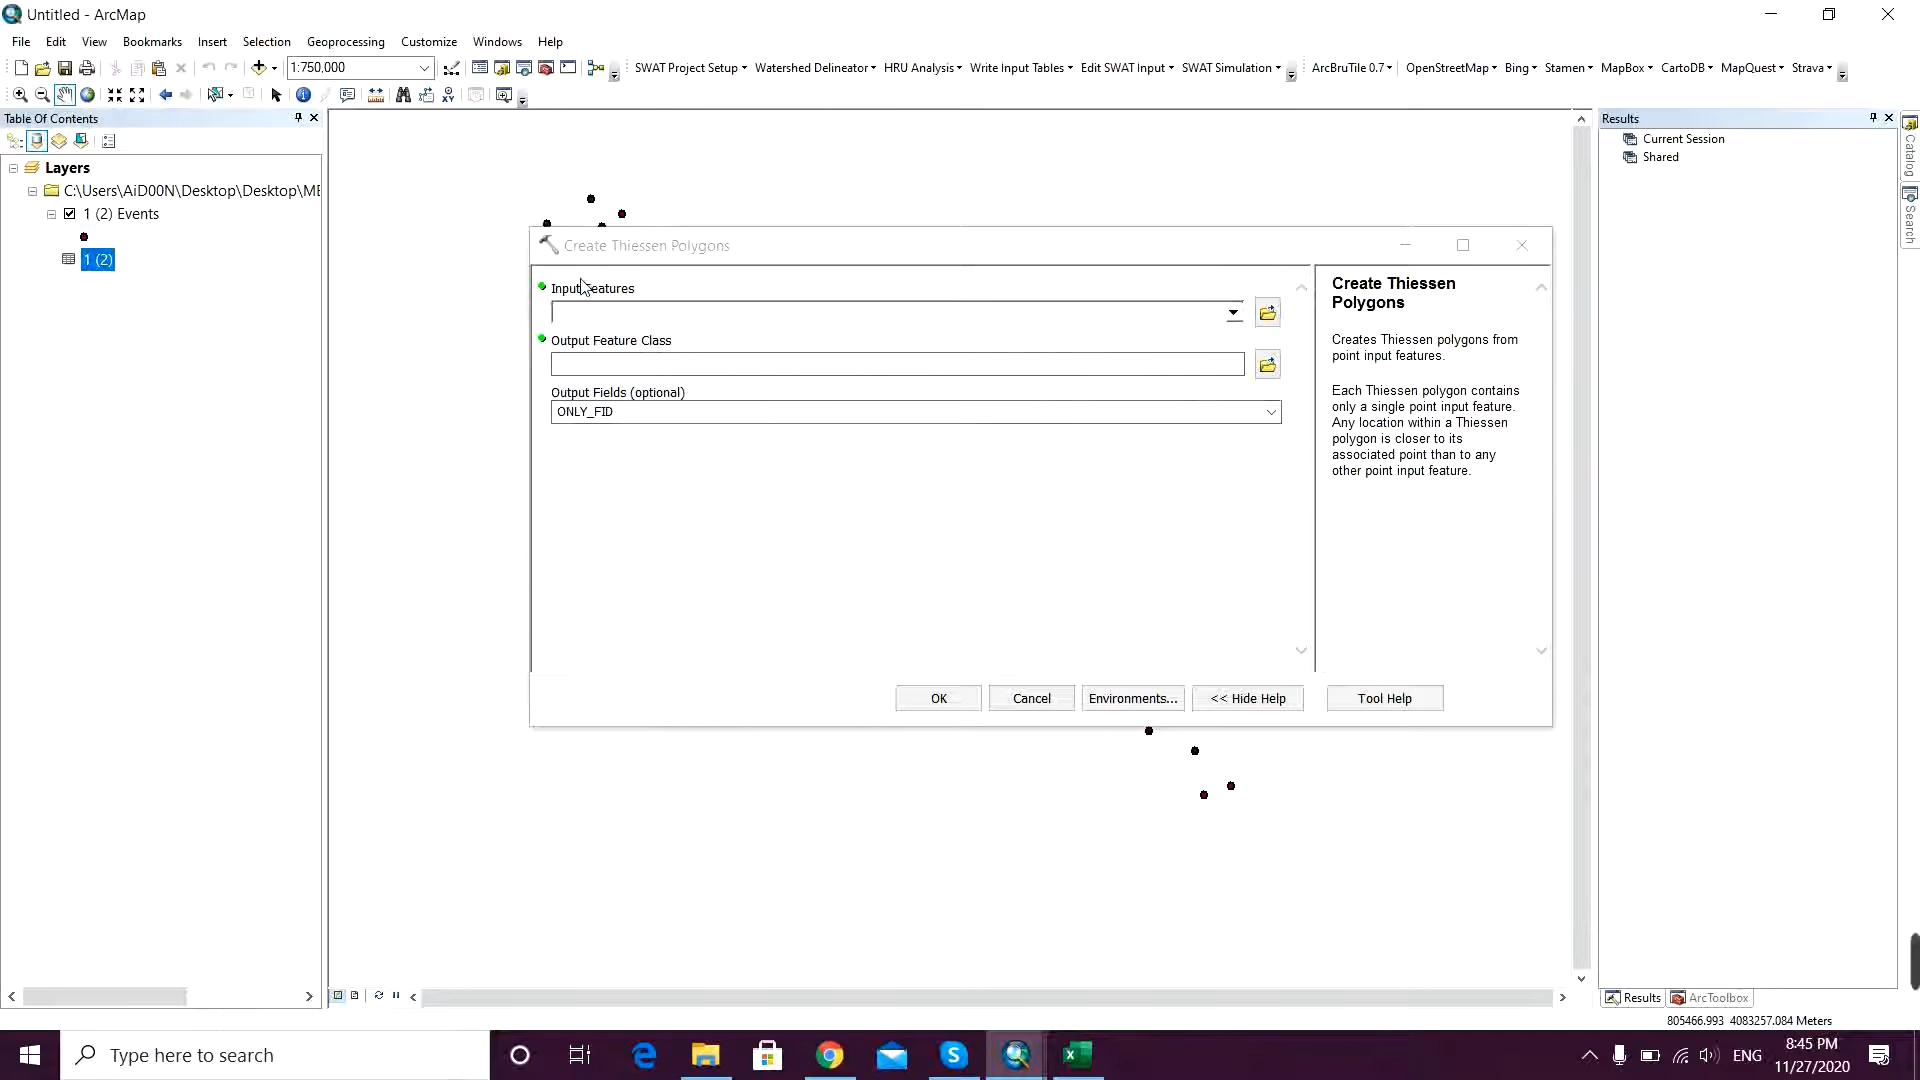 Untitled - ArcMap
File Edit View Bookmarks Insert Selection Geoprocessing Customize Windows Help
1:750,000
SWAT Project Setup Watershed Delineator HRU Analysis Write Input Tables Edit SWAT Input SWAT Simulation ArcBruTile 0.7 OpenStreetMap Bing Stamen MapBox CartoDB MapQuest Strava
Table Of Contents
Layers
C:\Users\AiD00N\Desktop\Desktop\ME
1 (2) Events
1 (2)
Create Thiessen Polygons
Input Features
Output Feature Class
Output Fields (optional)
ONLY_FID
OK Cancel Environments... << Hide Help Tool Help
Create Thiessen
Polygons
Creates Thiessen polygons from
point input features.
Each Thiessen polygon contains
only a single point input feature.
Any location within a Thiessen
polygon is closer to its
associated point than to any
other point input feature.
Results
Current Session
Shared
Catalog
Search
Results ArcToolbox
805466.993 4083257.084 Meters
Type here to search
ENG
8:45 PM
11/27/2020